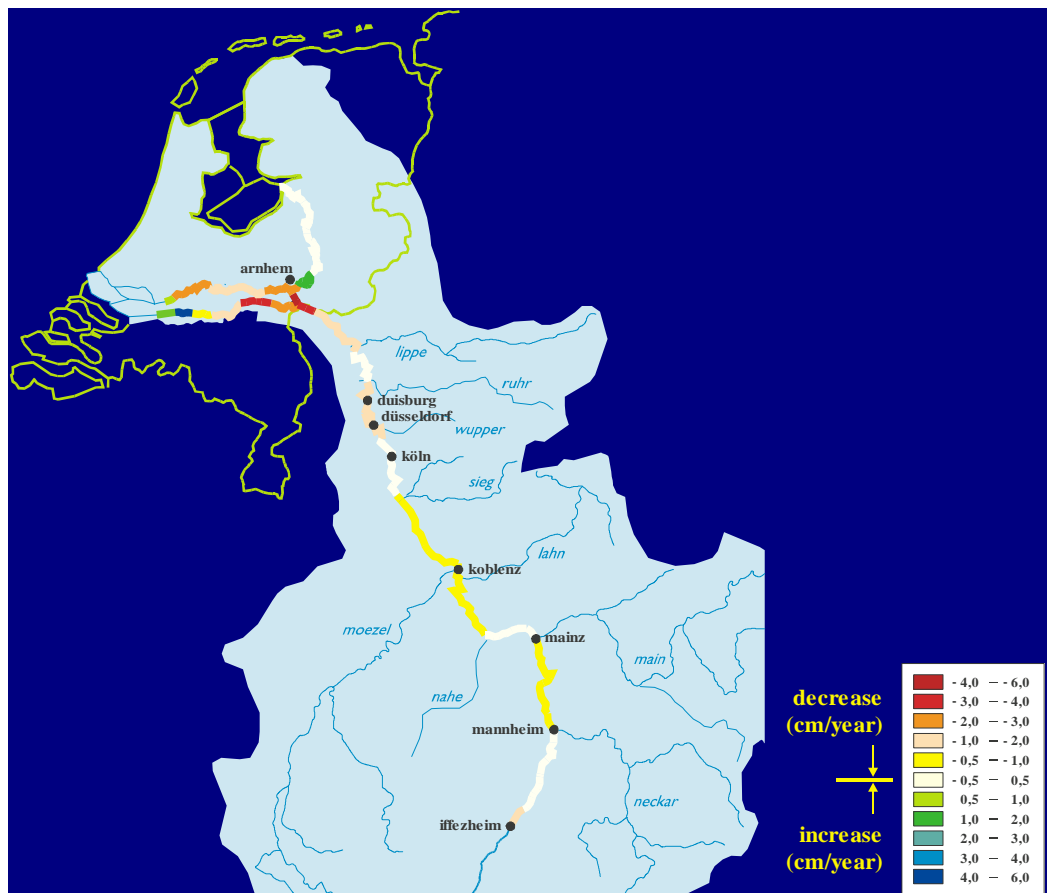 arnhem
lippe
ruhr
duisburg
düsseldorf
wupper
köln
sieg
lahn
koblenz
moezel
mainz
main
nahe
mannheim
neckar
iffezheim
decrease
(cm/year)
increase
(cm/year)
- 4,0 – - 6,0
- 3,0 – - 4,0
- 2,0 – - 3,0
- 1,0 – - 2,0
- 0,5 – - 1,0
- 0,5 – 0,5
0,5 – 1,0
1,0 – 2,0
2,0 – 3,0
3,0 – 4,0
4,0 – 6,0